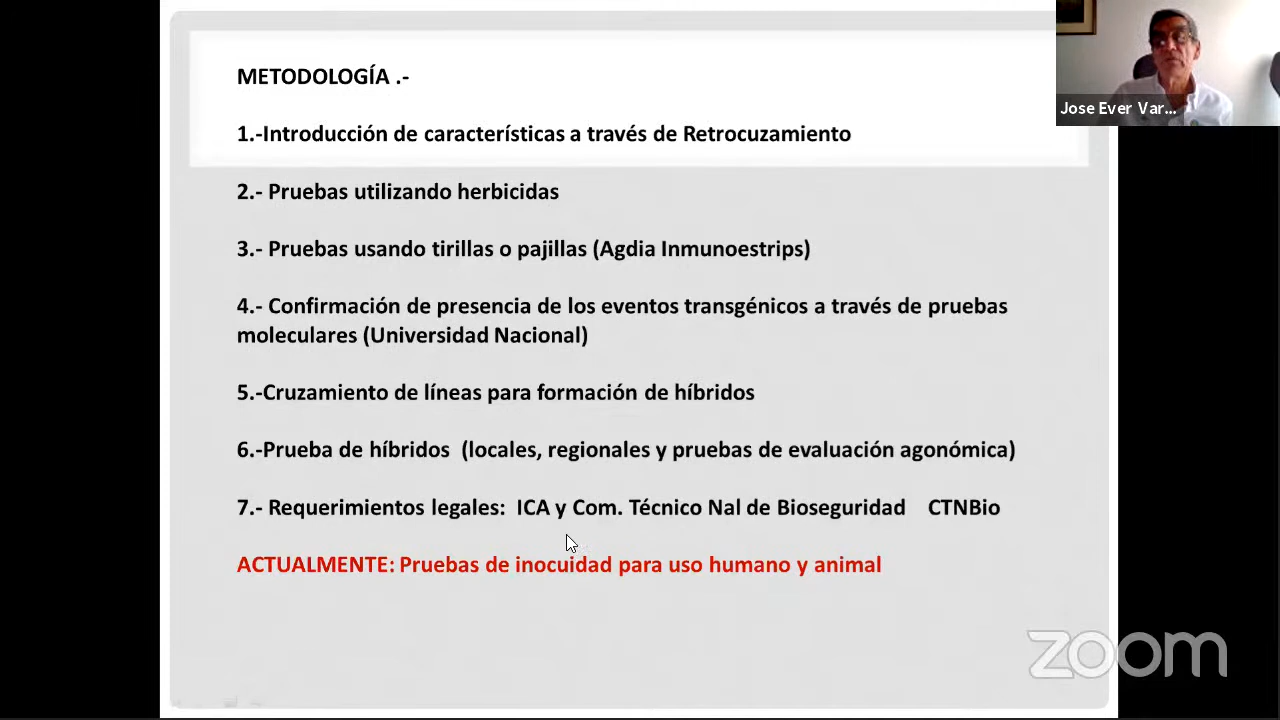 METODOLOGÍA .-
Jose Ever Var...
1.-Introducción de características a través de Retrocuzamiento
2.- Pruebas utilizando herbicidas
3.- Pruebas usando tirillas o pajillas (Agdia Inmunoestrips)
4.- Confirmación de presencia de los eventos transgénicos a través de pruebas
moleculares (Universidad Nacional)
5.-Cruzamiento de líneas para formación de híbridos
6.-Prueba de híbridos (locales, regionales y pruebas de evaluación agonómica)
7.- Requerimientos legales: ICA y Com. Técnico Nal de Bioseguridad CTNBio
ACTUALMENTE: Pruebas de inocuidad para uso humano y animal
zoom